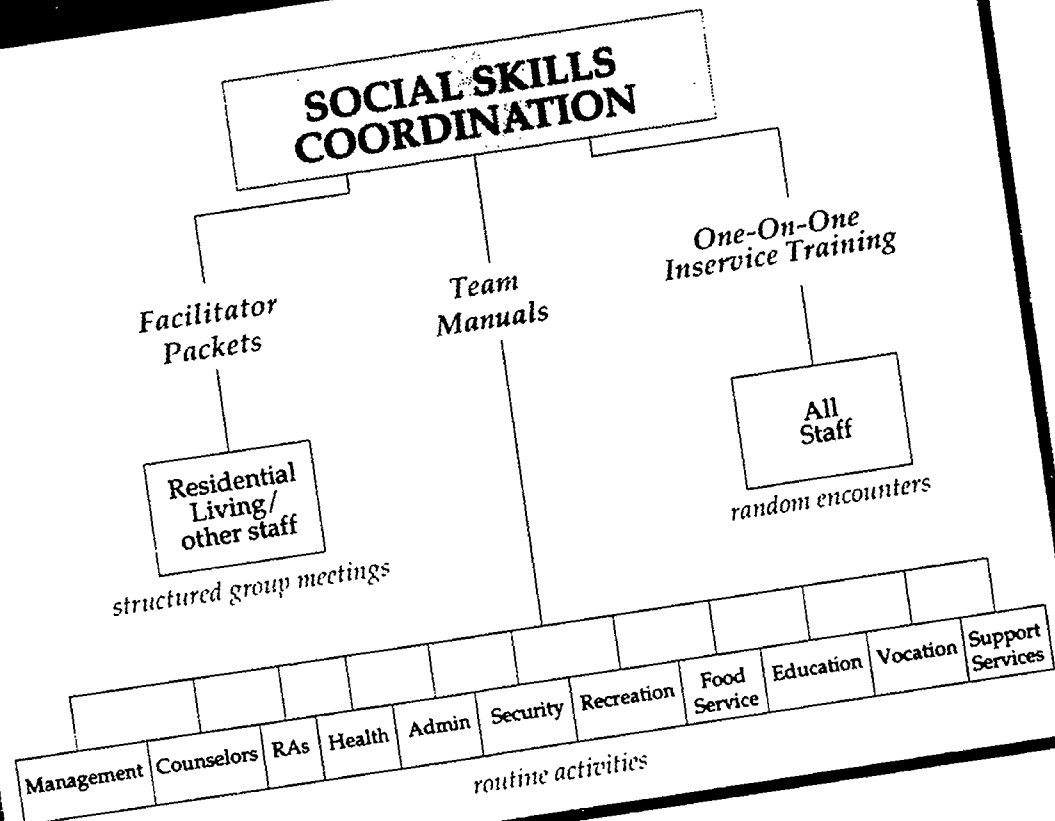 SOCIAL SKILLS
COORDINATION
One-On-One
Inservice Training
Team
Manuals
Facilitator
Packets
All
Staff
random encounters
Residential
Living/
other staff
structured group meetings
Management
Counselors
RAs
Health
Admin
Security
Recreation
Food
Service
Education
Vocation
Support
Services
routine activities